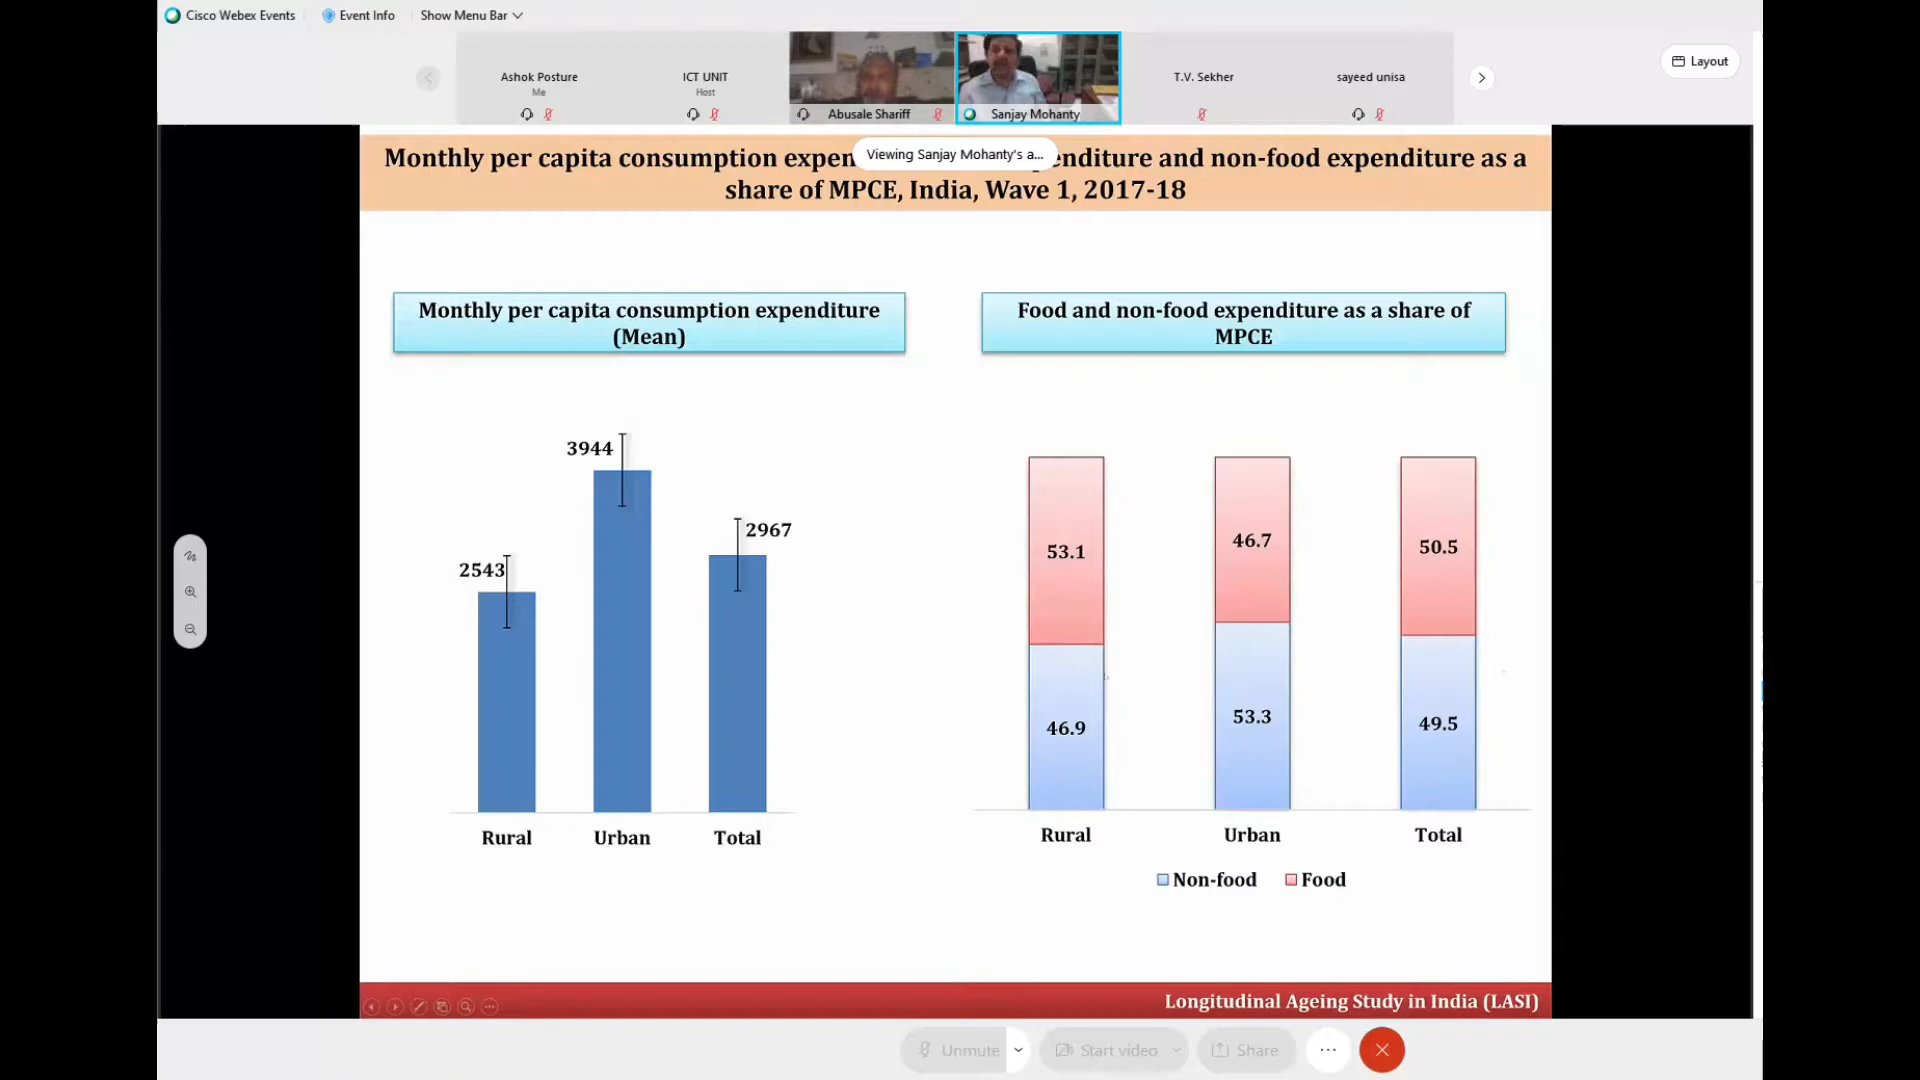 Cisco Webex Events
Event Info
Show Menu Bar
Layout
Ashok Posture
Me
ICT UNIT
Host
Abusale Shariff
Sanjay Mohanty
T.V. Sekher
sayeed unisa
Viewing Sanjay Mohanty's a...
Monthly per capita consumption expen enditure and non-food expenditure as a
share of MPCE, India, Wave 1, 2017-18
Monthly per capita consumption expenditure
(Mean)
3944
2967
2543
Rural Urban Total
Food and non-food expenditure as a share of
MPCE
53.1 46.7 50.5
46.9 53.3 49.5
Rural Urban Total
Non-food Food
Longitudinal Ageing Study in India (LASI)
Unmute
Start video
Share